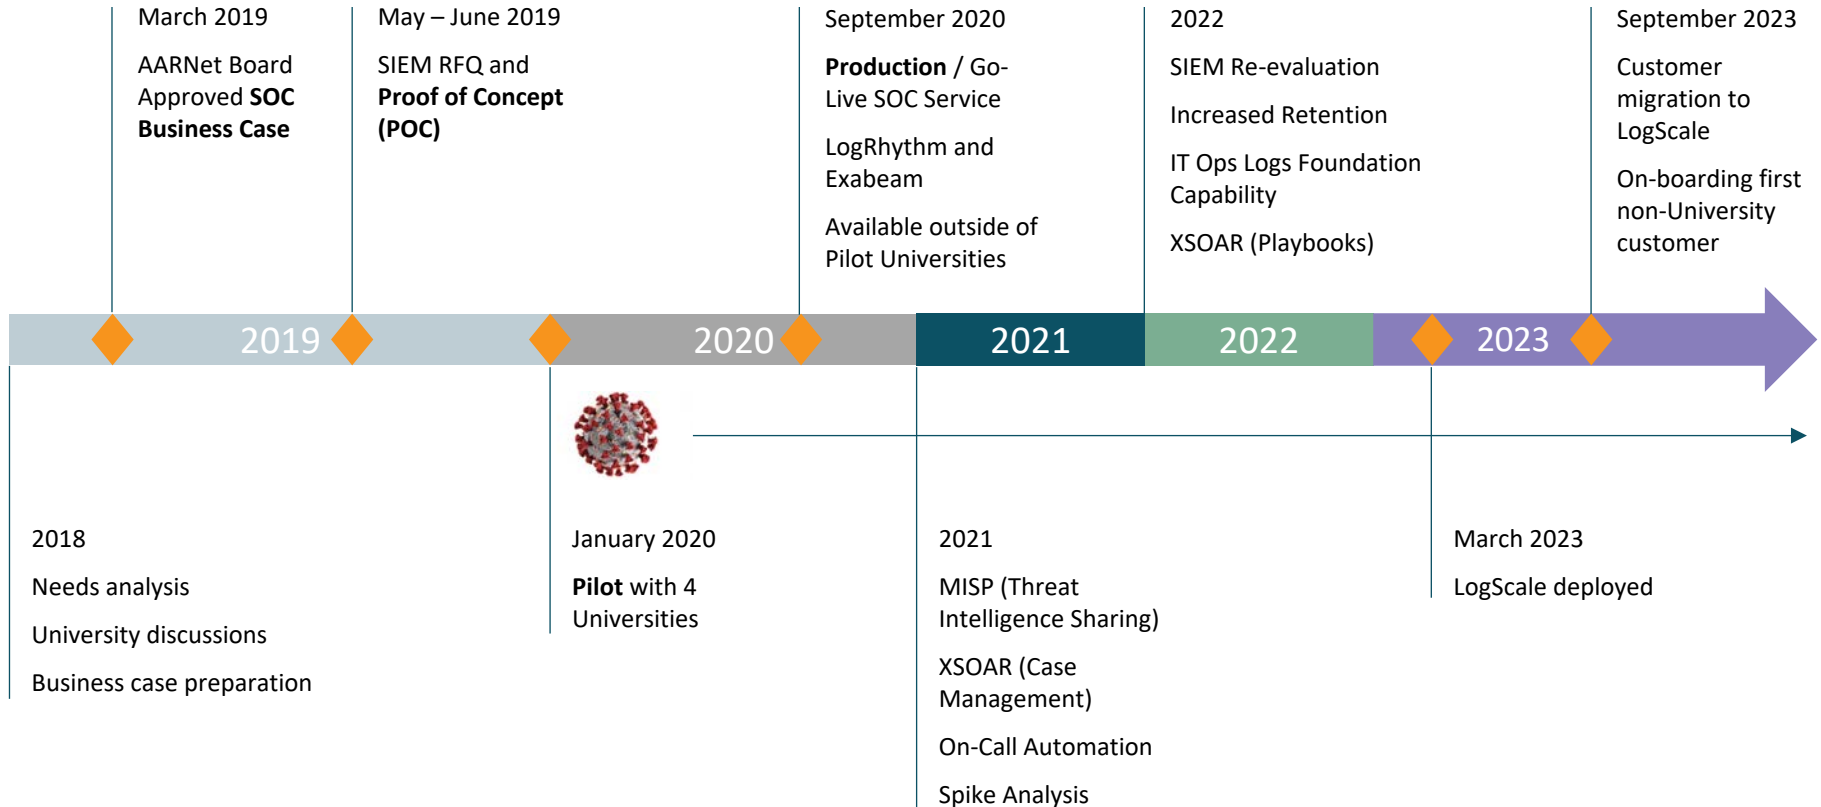 March 2019
AARNet Board
Approved SOC
Business Case
May – June 2019
SIEM RFQ and
Proof of Concept
(POC)
September 2020
Production / Go-
Live SOC Service
LogRhythm and
Exabeam
Available outside of
Pilot Universities
2022
SIEM Re-evaluation
Increased Retention
IT Ops Logs Foundation
Capability
XSOAR (Playbooks)
September 2023
Customer
migration to
LogScale
On-boarding first
non-University
customer
2019
2020
2021
2022
2023
2018
Needs analysis
University discussions
Business case preparation
January 2020
Pilot with 4
Universities
2021
MISP (Threat
Intelligence Sharing)
XSOAR (Case
Management)
On-Call Automation
Spike Analysis
March 2023
LogScale deployed